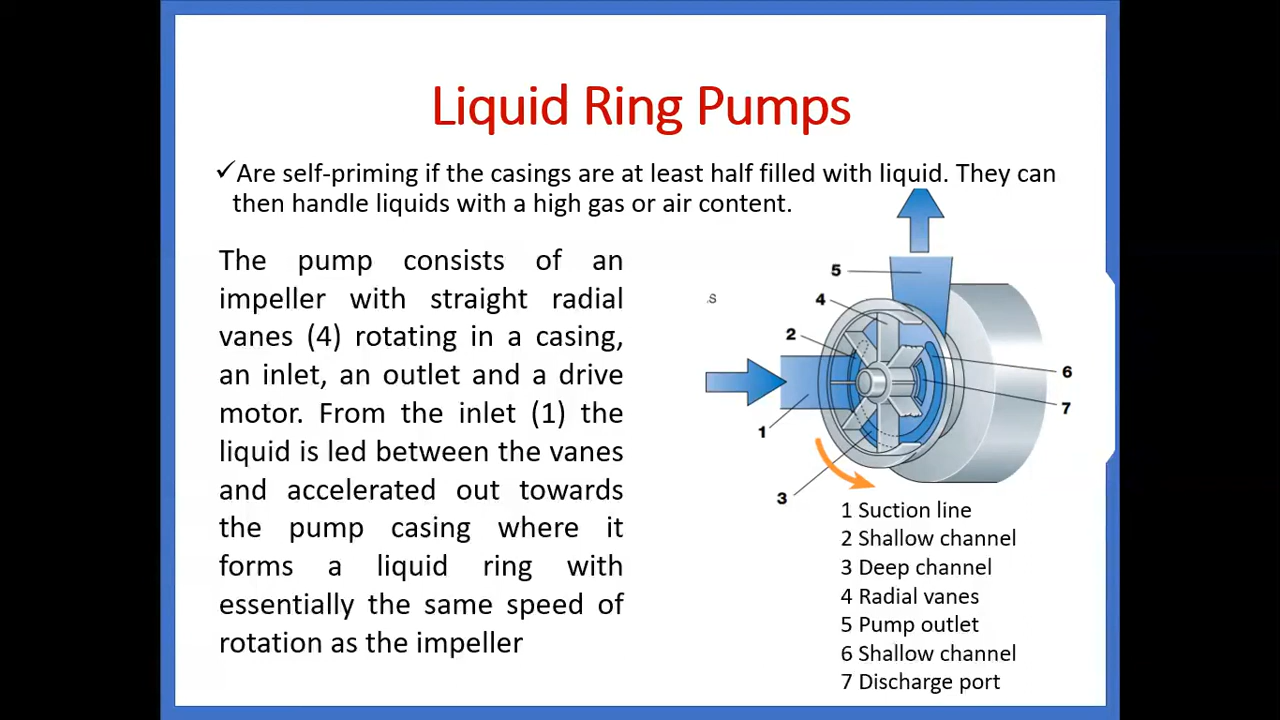 Liquid Ring Pumps
✓Are self-priming if the casings are at least half filled with liquid. They can
then handle liquids with a high gas or air content.
The pump consists of an
impeller with straight radial
vanes (4) rotating in a casing,
an inlet, an outlet and a drive
motor. From the inlet (1) the
liquid is led between the vanes
and accelerated out towards
the pump casing where it
forms a liquid ring with
essentially the same speed of
rotation as the impeller
s
5
4
2
6
7
1
3
1 Suction line
2 Shallow channel
3 Deep channel
4 Radial vanes
5 Pump outlet
6 Shallow channel
7 Discharge port